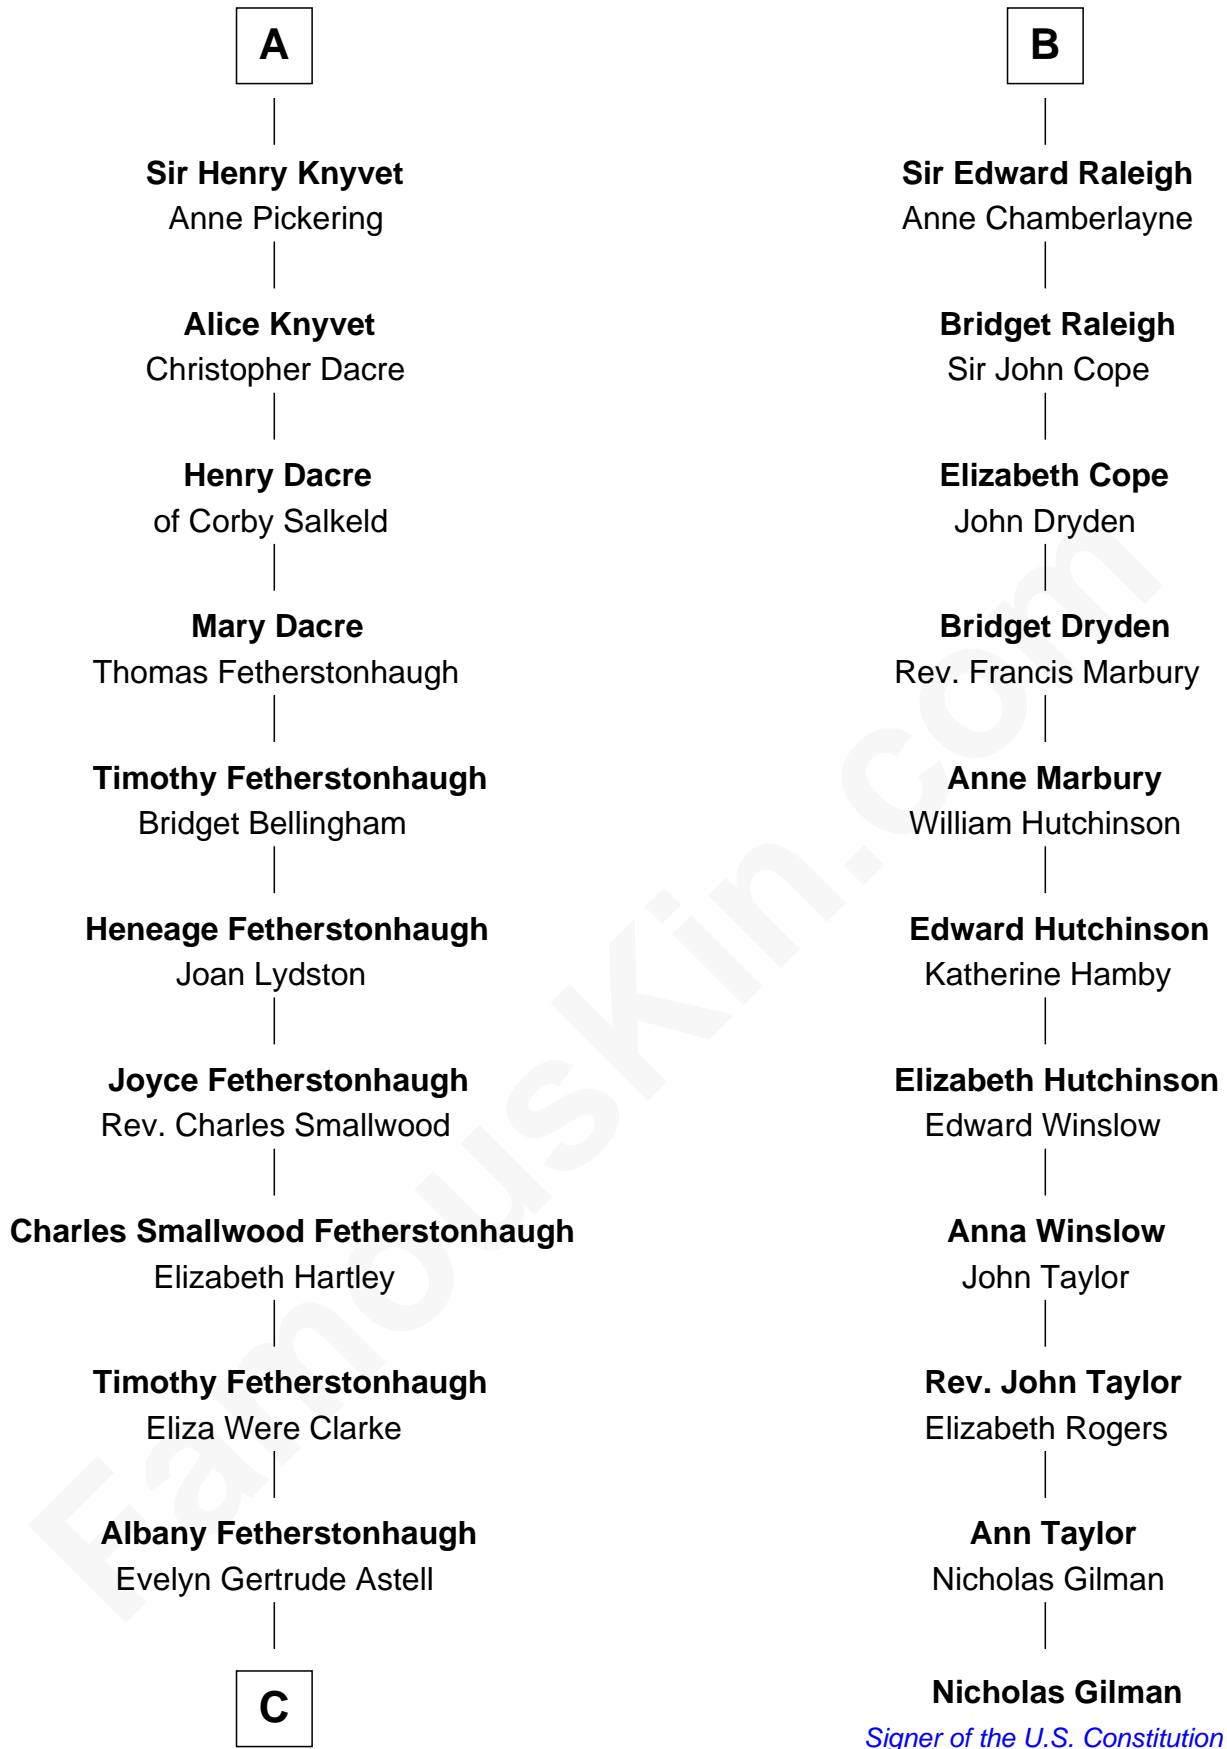 A
Sir Henry Knyvet
Anne Pickering
Alice Knyvet
Christopher Dacre
Henry Dacre
of Corby Salkeld
Mary Dacre
Thomas Fetherstonhaugh
Timothy Fetherstonhaugh
Bridget Bellingham
Heneage Fetherstonhaugh
Joan Lydston
Joyce Fetherstonhaugh
Rev. Charles Smallwood
Charles Smallwood Fetherstonhaugh
Elizabeth Hartley
Timothy Fetherstonhaugh
Eliza Were Clarke
Albany Fetherstonhaugh
Evelyn Gertrude Astell
C
B
Sir Edward Raleigh
Anne Chamberlayne
Bridget Raleigh
Sir John Cope
Elizabeth Cope
John Dryden
Bridget Dryden
Rev. Francis Marbury
Anne Marbury
William Hutchinson
Edward Hutchinson
Katherine Hamby
Elizabeth Hutchinson
Edward Winslow
Anna Winslow
John Taylor
Rev. John Taylor
Elizabeth Rogers
Ann Taylor
Nicholas Gilman
Nicholas Gilman
Signer of the U.S. Constitution
FamousKin.com